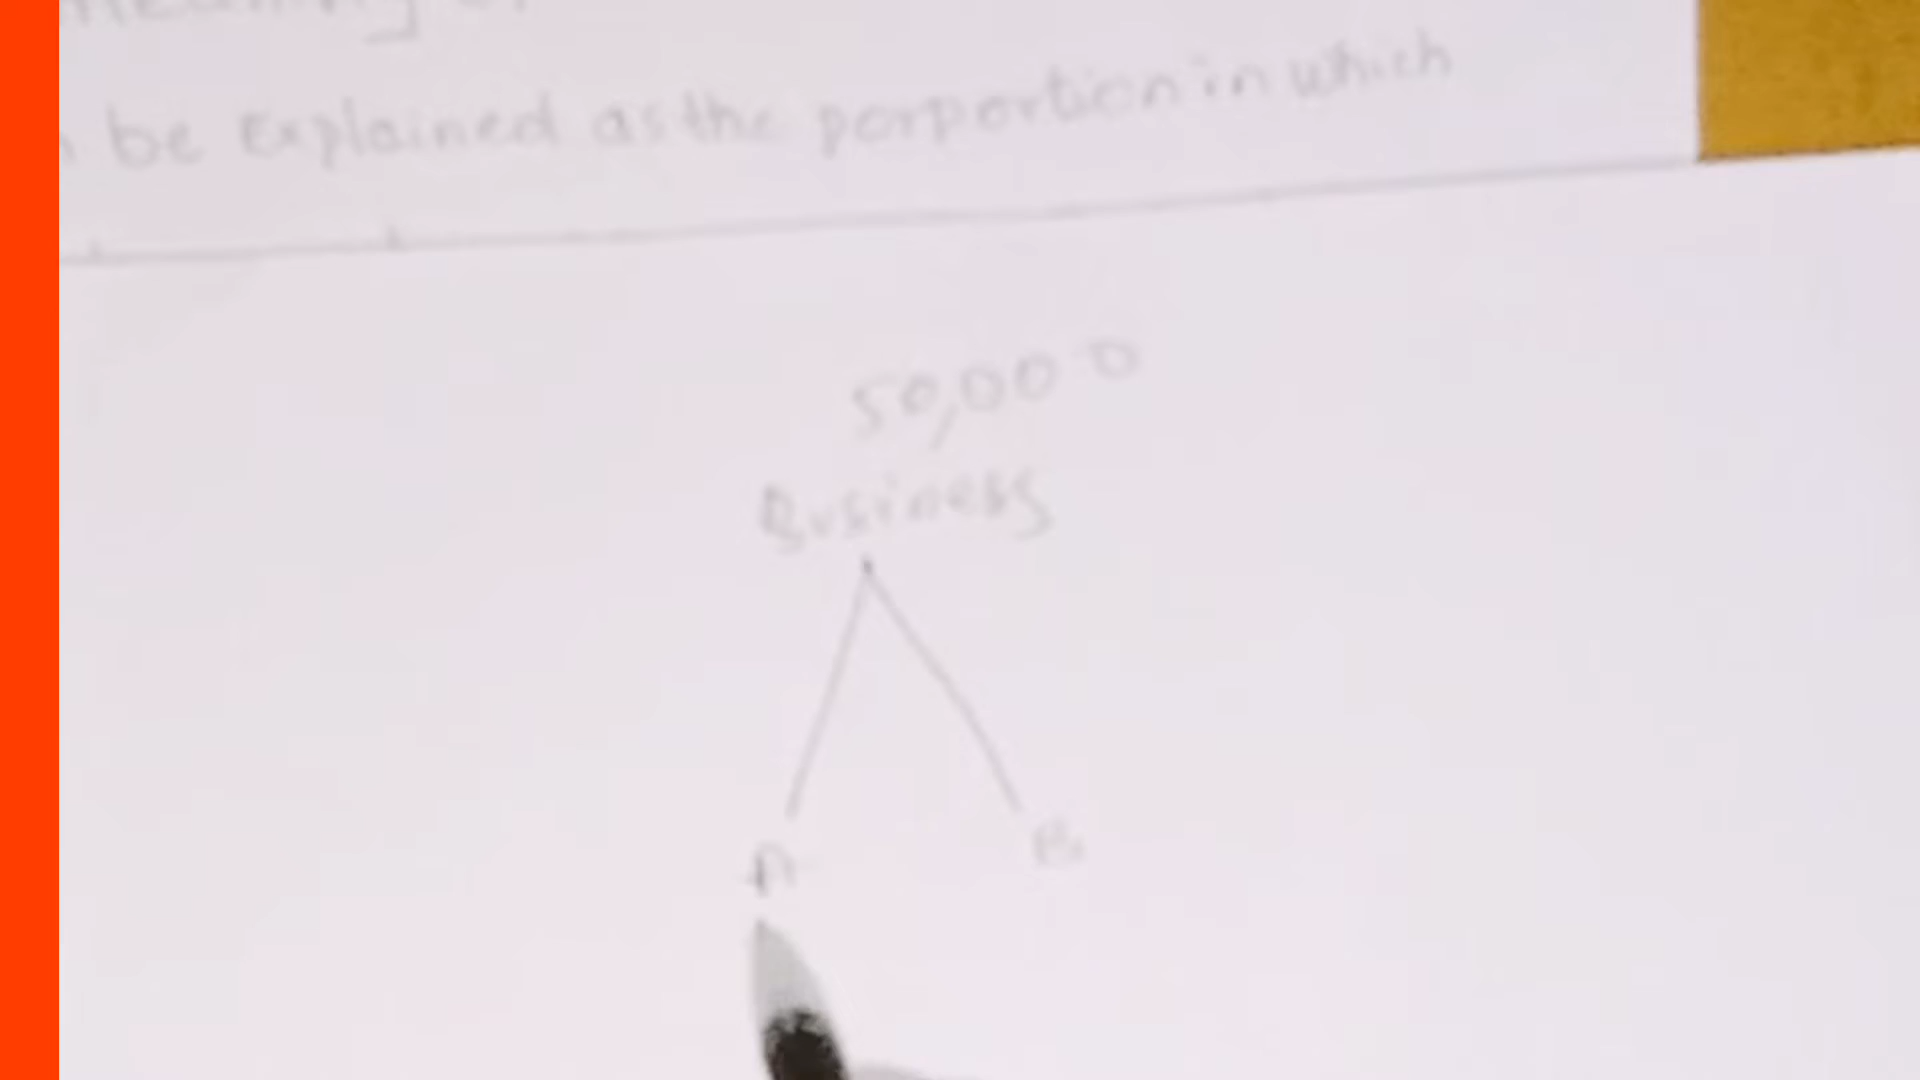 be Explained as the porportion in which
50,000
Business
A B